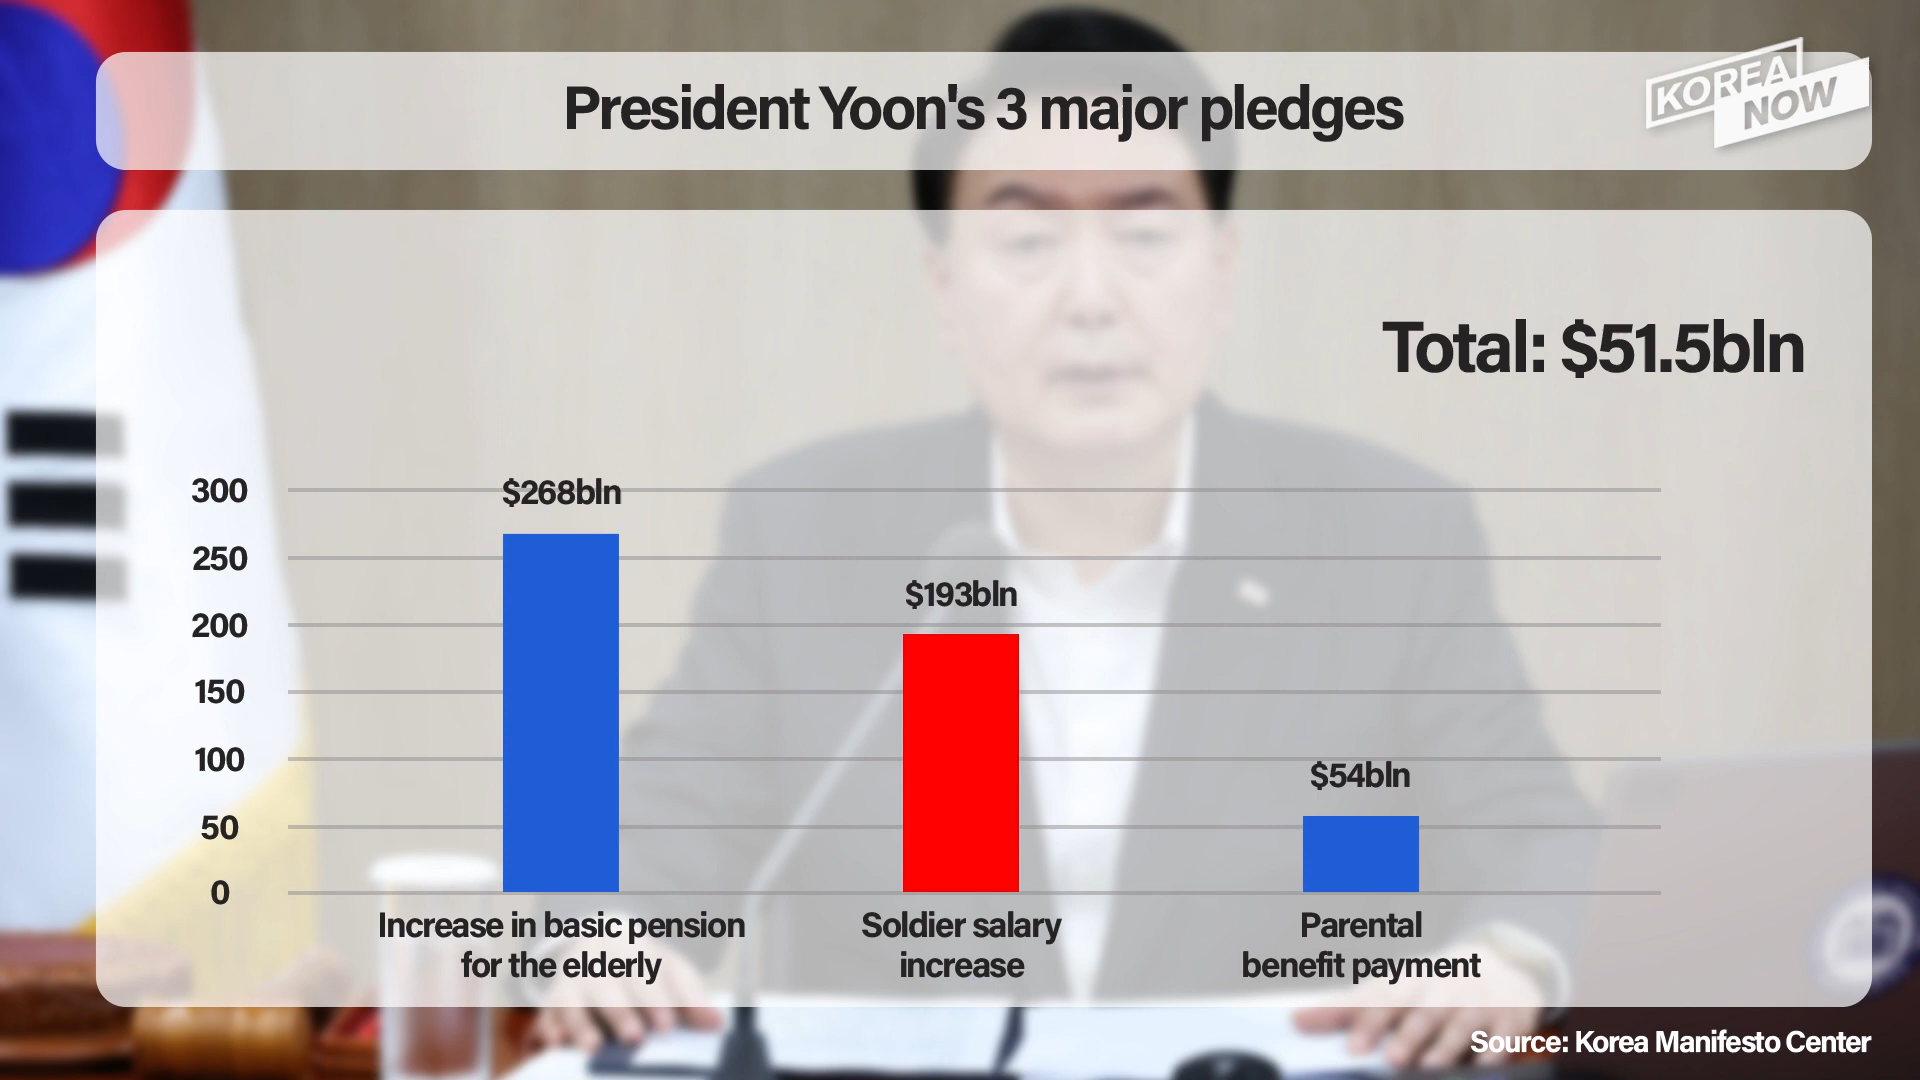 President Yoon's 3 major pledges
KOREA
NOW
Total: $51.5bln
300
250
200
150
100
50
0
$268bln
$193bln
$54bln
Increase in basic pension
for the elderly
Soldier salary
increase
Parental
benefit payment
Source: Korea Manifesto Center